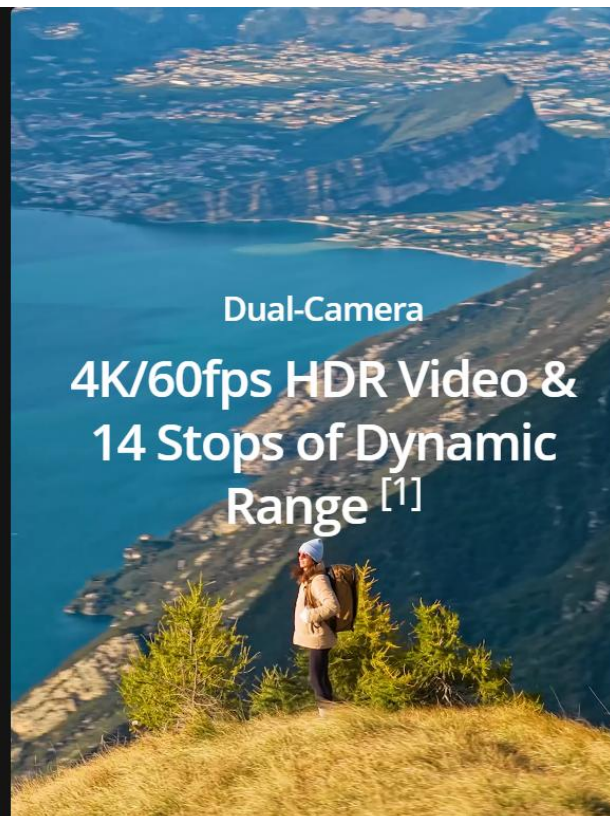 Dual-Camera
4K/60fps HDR Video &
14 Stops of Dynamic
Range [1]